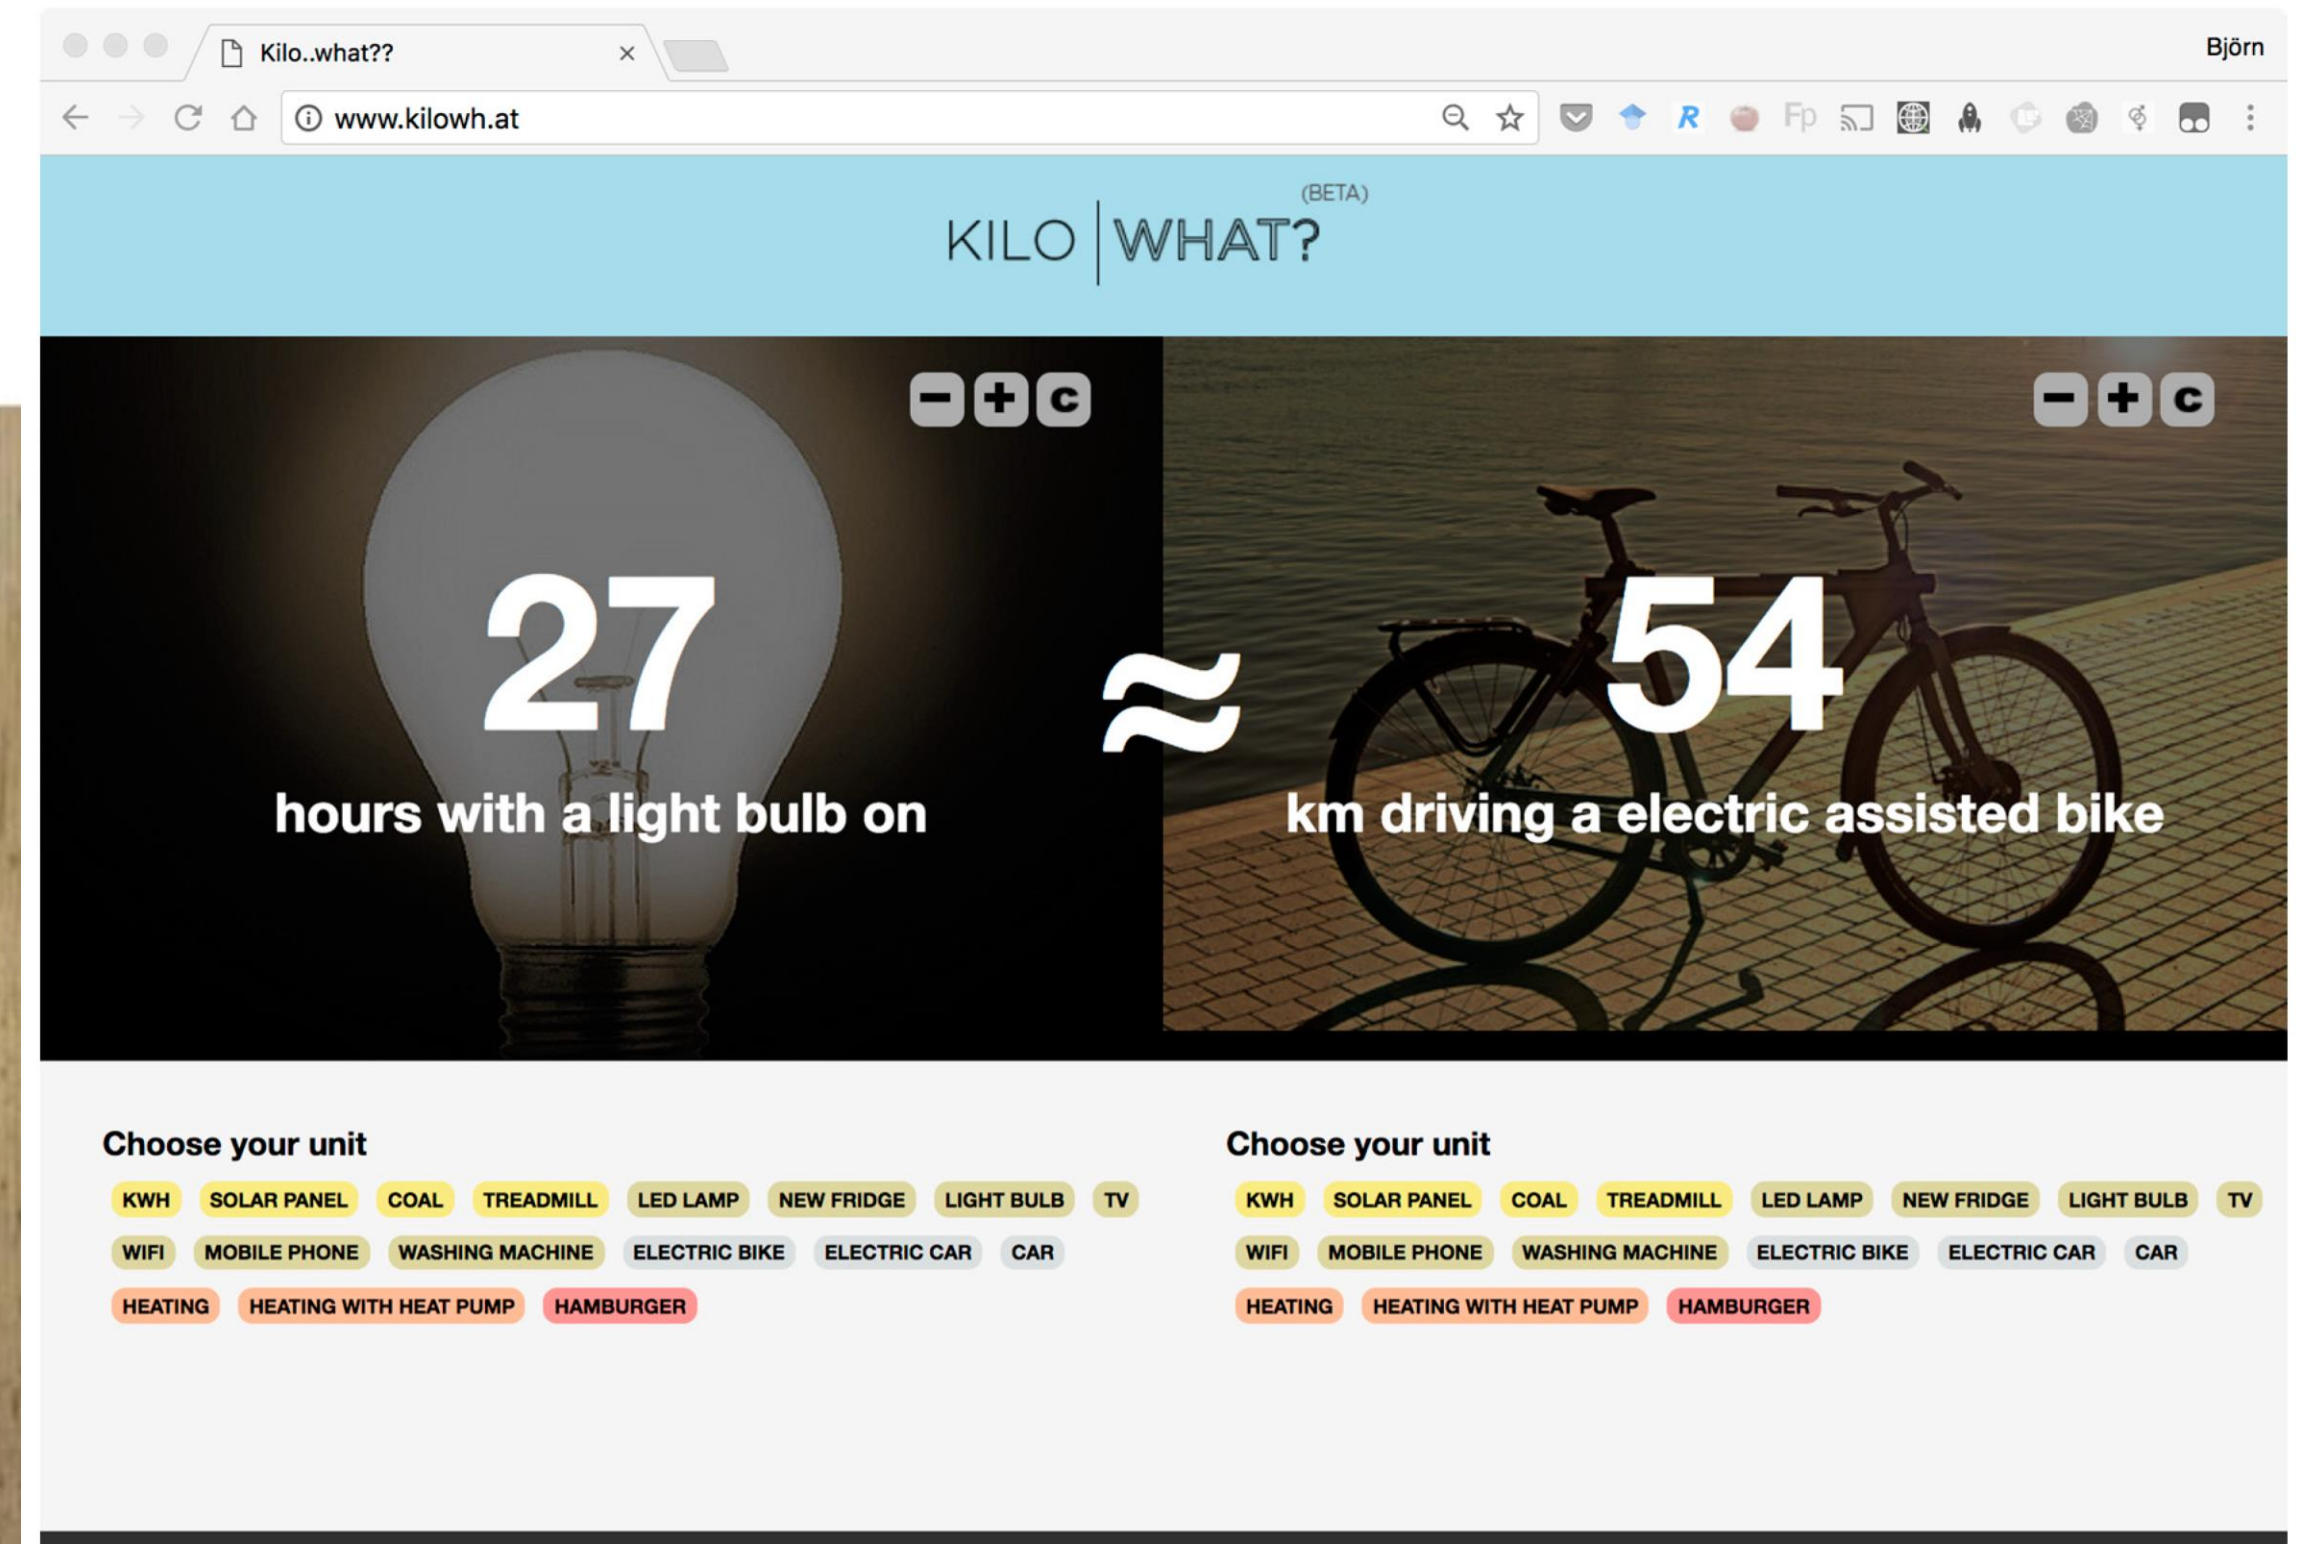 Kilo..what??
Björn
www.kilowh.at
Fp
(BETA)
KILO WHAT?
− + c
− + c
27
≈
54
hours with a light bulb on
km driving a electric assisted bike
Choose your unit
KWH SOLAR PANEL COAL TREADMILL LED LAMP NEW FRIDGE LIGHT BULB TV
WIFI MOBILE PHONE WASHING MACHINE ELECTRIC BIKE ELECTRIC CAR CAR
HEATING HEATING WITH HEAT PUMP HAMBURGER
Choose your unit
KWH SOLAR PANEL COAL TREADMILL LED LAMP NEW FRIDGE LIGHT BULB TV
WIFI MOBILE PHONE WASHING MACHINE ELECTRIC BIKE ELECTRIC CAR CAR
HEATING HEATING WITH HEAT PUMP HAMBURGER